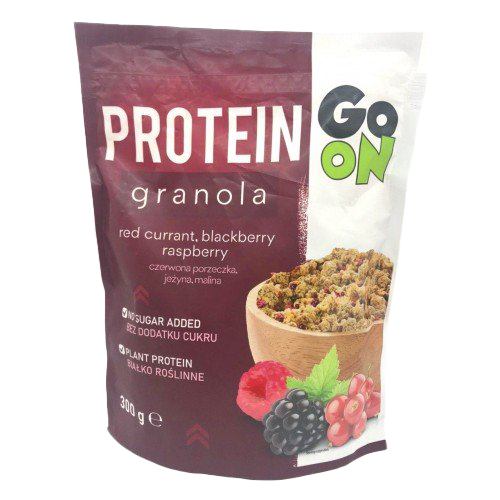 PROTEIN
granola
red currant, blackberry
raspberry
czerwona porzeczka,
jeżyna, malina
NO SUGAR ADDED
BEZ DODATKU CUKRU
PLANT PROTEIN
BIAŁKO ROŚLINNE
300 g e
GO
ON